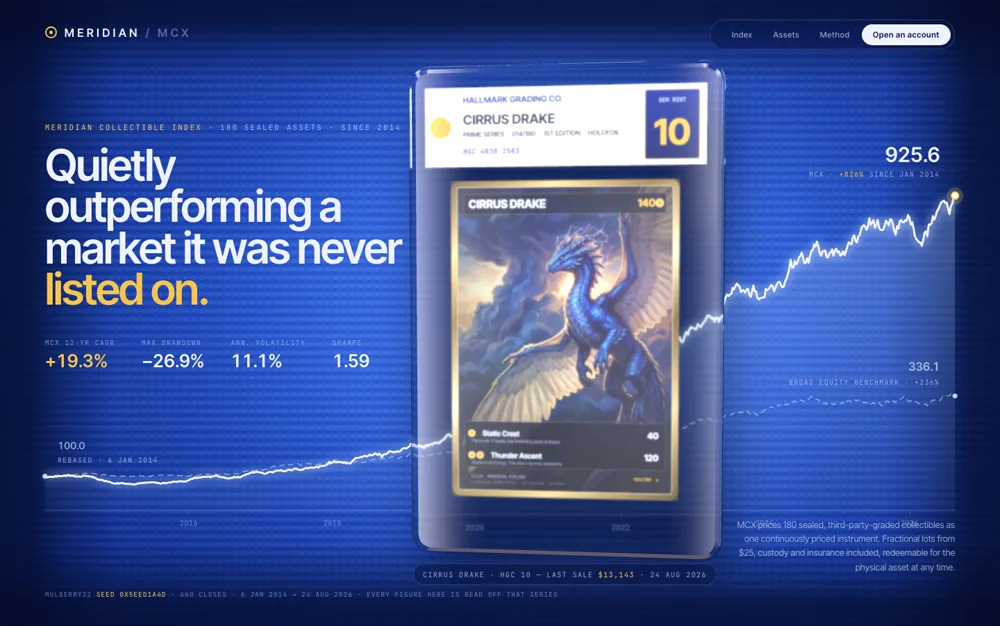 MERIDIAN / MCX
Index Assets Method Open an account
MERIDIAN COLLECTIBLE INDEX · 180 SEALED ASSETS · SINCE 2014
Quietly
outperforming a
market it was never
listed on.
MCX 12-YR CAGR
+19.3%
MAX DRAWDOWN
−26.9%
ANN. VOLATILITY
11.1%
SHARPE
1.59
HALLMARK GRADING CO.
CIRRUS DRAKE
PRIME SERIES 014/180 1ST EDITION HOLOFOIL
HGC 4838 2503
GEM MINT
10
CIRRUS DRAKE 140
Static Crest 40
Thunder Ascent 120
925.6
MCX · +826% SINCE JAN 2014
336.1
BROAD EQUITY BENCHMARK · +236%
100.0
REBASED · 6 JAN 2014
2016 2018 2020 2022
MCX prices 180 sealed, third-party-graded collectibles as
one continuously priced instrument. Fractional lots from
$25, custody and insurance included, redeemable for the
physical asset at any time.
CIRRUS DRAKE · HGC 10 — LAST SALE $13,143 · 24 AUG 2026
MULBERRY32 SEED 0X5EED1A4D · 660 CLOSES · 6 JAN 2014 → 24 AUG 2026 · EVERY FIGURE HERE IS READ OFF THAT SERIES